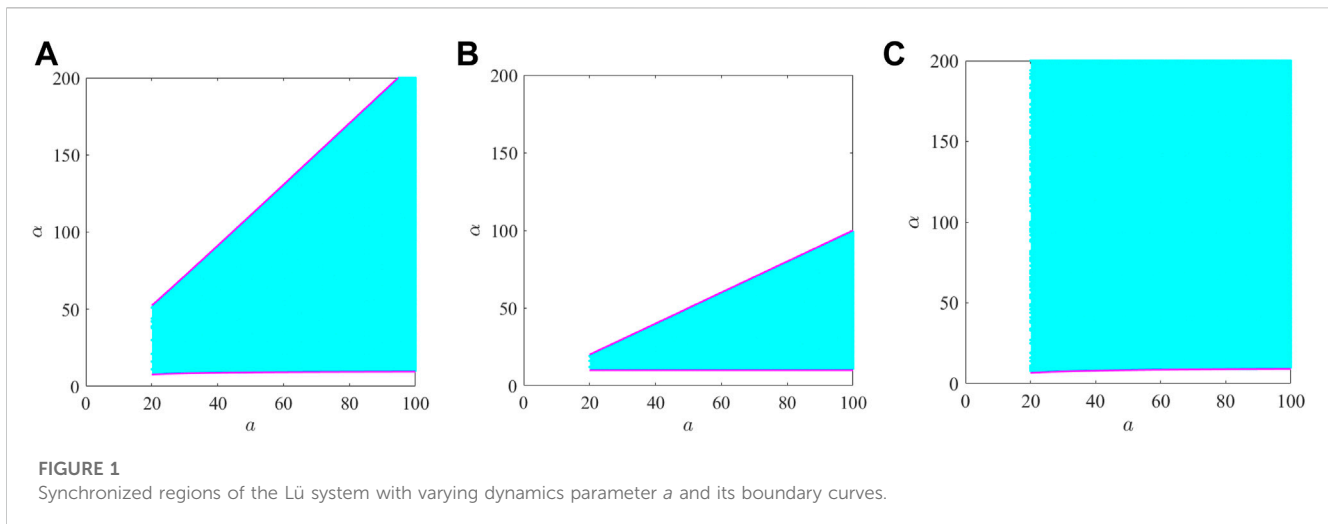 A
200
150
100
50
0
0 20 40 60 80 100
α
a
B
200
150
100
50
0
0 20 40 60 80 100
α
a
C
200
150
100
50
0
0 20 40 60 80 100
α
a
FIGURE 1
Synchronized regions of the Lü system with varying dynamics parameter a and its boundary curves.